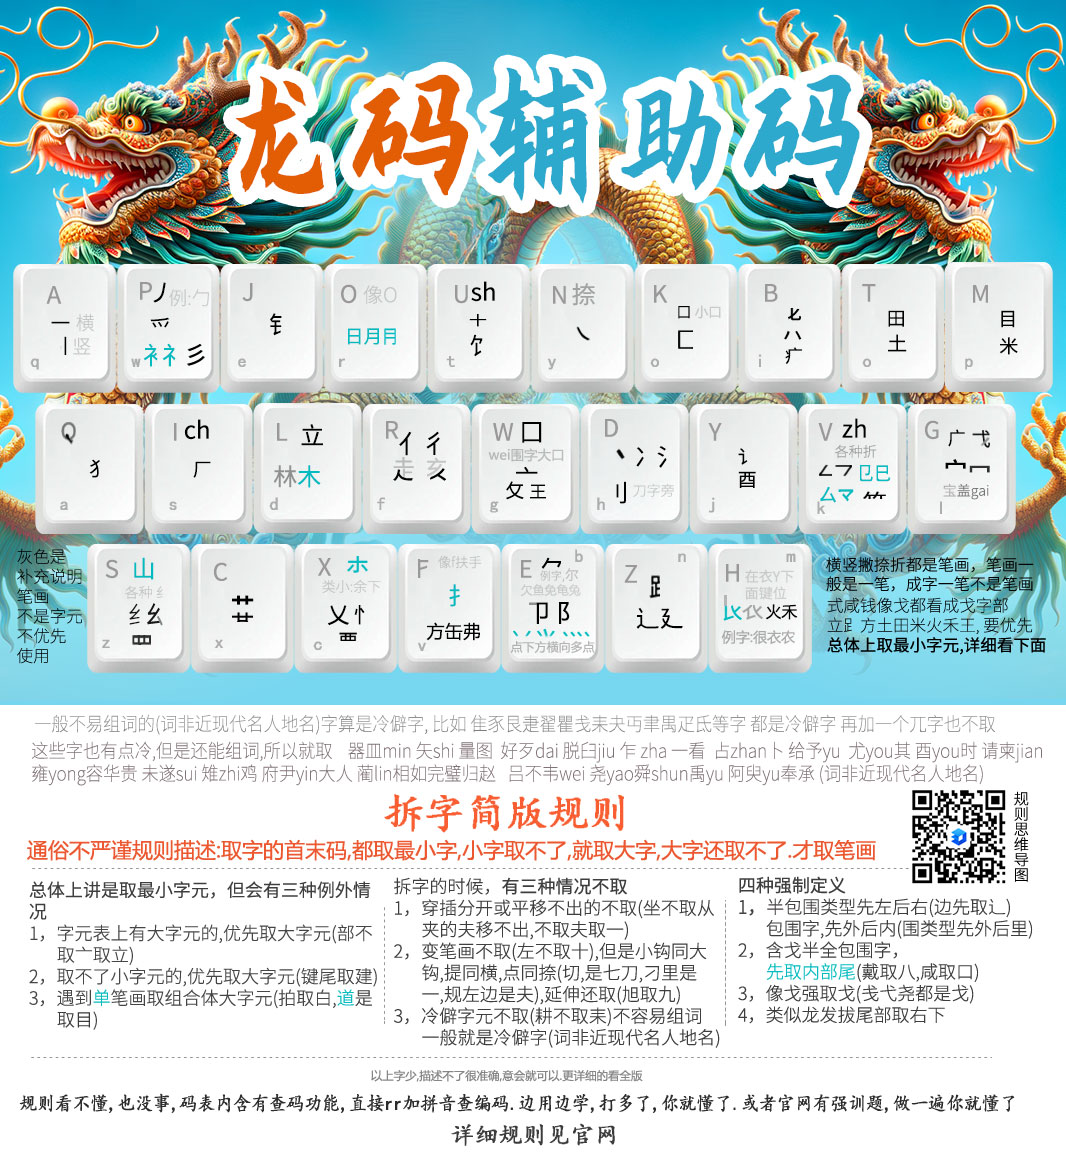 龙码辅助码
A 一横 丨竖 q
P 丿 例:勹 爫 衤礻 彡 w
J 钅 e
O 像O 日月⺝ r
U sh 十 饣 t
N 捺 ㇏ y
K 口 小口 匚 o
B 匕 八 疒 i
T 田 土 o
M 目 米 p
Q 犭 a
I ch 厂 s
L 立 林木 d
R 亻彳 走 亥 f
W 口 wei围字大口 亠 攵 王 g
D 丶冫氵 刂 刀字旁 h
Y 讠 酉 j
V zh 各种折 𠃋乛 㔾巳 厶龴 k
G 广 弋 宀冖 宝盖gai l
S 山 各种 纟 纟幺 罒 z
C 龷 艹 x
X 朩 类小:余下 乂忄 覀 c
F 像f扶手 扌 方缶弗 v
E b 𠂊 例字,尔 欠鱼免龟兔 卩阝 点下方横向多点
Z n 𧾷 辶廴
H m 在衣Y下 面键位 衣 火禾 例字:很衣农
灰色是
补充说明
笔画
不是字元
不优先
使用
横竖撇捺折都是笔画，笔画一
般是一笔，成字一笔不是笔画
式咸钱像戈都看成戈字部
立𧾷 方土田米火禾王, 要优先
总体上取最小字元,详细看下面
一般不易组词的(词非近现代名人地名)字算是冷僻字, 比如 隹豕艮疌翟瞿戋耒夬丏聿禺疋氐等字 都是冷僻字 再加一个兀字也不取
这些字也有点冷,但是还能组词,所以就取 器皿min 矢shi 量图 好歹dai 脱臼jiu 乍 zha 一看 占zhan卜 给予yu 尤you其 酉you时 请柬jian
雍yong容华贵 未遂sui 雉zhi鸡 府尹yin大人 蔺lin相如完璧归赵 吕不韦wei 尧yao舜shun禹yu 阿臾yu奉承 (词非近现代名人地名)
拆字简版规则
规则思维导图
通俗不严谨规则描述:取字的首末码,都取最小字,小字取不了,就取大字,大字还取不了.才取笔画
总体上讲是取最小字元，但会有三种例外情
况
1，字元表上有大字元的,优先取大字元(部不
取亠取立)
2，取不了小字元的,优先取大字元(键尾取建)
3，遇到单笔画取组合体大字元(拍取白,道是
取目)
拆字的时候，有三种情况不取
1，穿插分开或平移不出的不取(坐不取从
夹的夫移不出,不取夫取一)
2，变笔画不取(左不取十),但是小钩同大
钩,提同横,点同捺(切,是七刀,刁里是
一,规左边是夫),延伸还取(旭取九)
3，冷僻字元不取(耕不取耒)不容易组词
一般就是冷僻字(词非近现代名人地名)
四种强制定义
1，半包围类型先左后右(边先取辶)
包围字,先外后内(围类型先外后里)
2，含戈半全包围字，
先取内部尾(戴取八,咸取口)
3，像戈强取戈(戋弋尧都是戈)
4，类似龙发拔尾部取右下
以上字少,描述不了很准确,意会就可以.更详细的看全版
规则看不懂, 也没事, 码表内含有查码功能, 直接rr加拼音查编码. 边用边学, 打多了, 你就懂了. 或者官网有强训题, 做一遍你就懂了
详细规则见官网